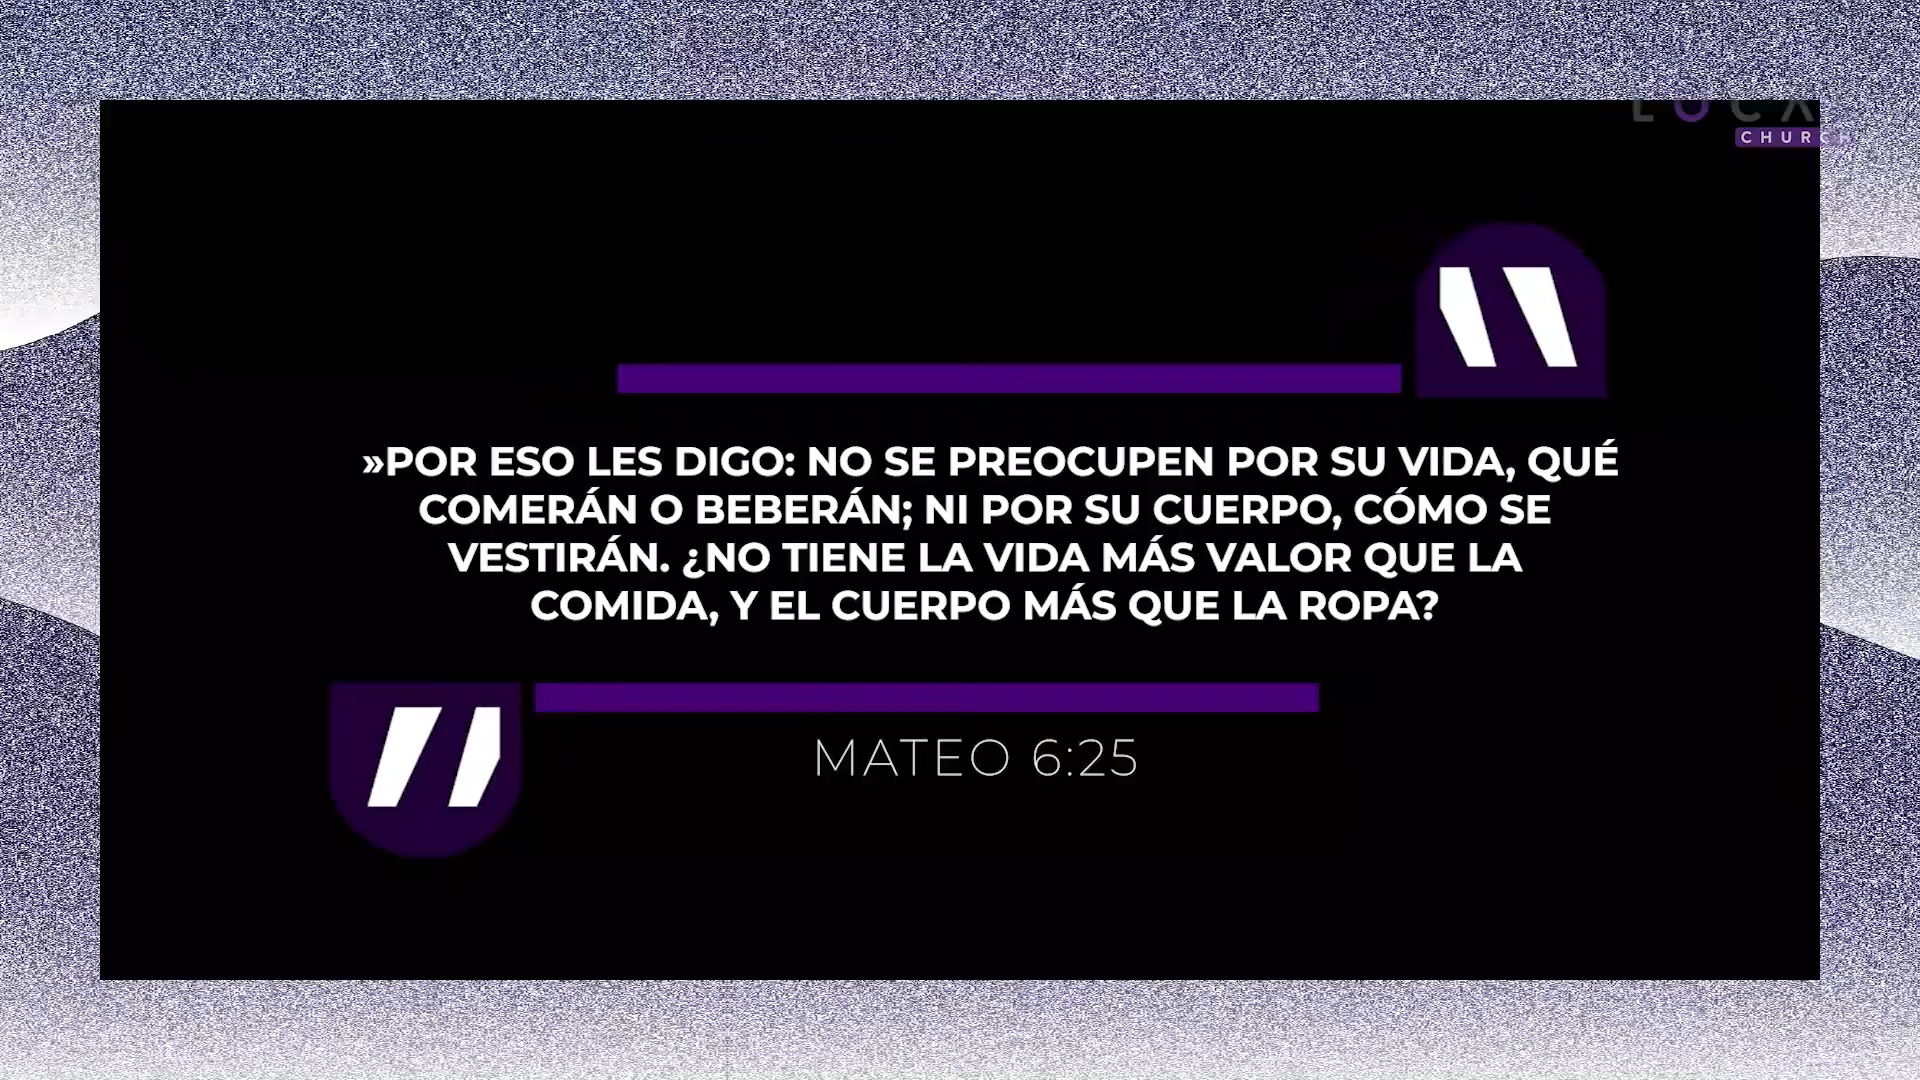 CHURCH
»POR ESO LES DIGO: NO SE PREOCUPEN POR SU VIDA, QUÉ
COMERÁN O BEBERÁN; NI POR SU CUERPO, CÓMO SE
VESTIRÁN. ¿NO TIENE LA VIDA MÁS VALOR QUE LA
COMIDA, Y EL CUERPO MÁS QUE LA ROPA?
MATEO 6:25